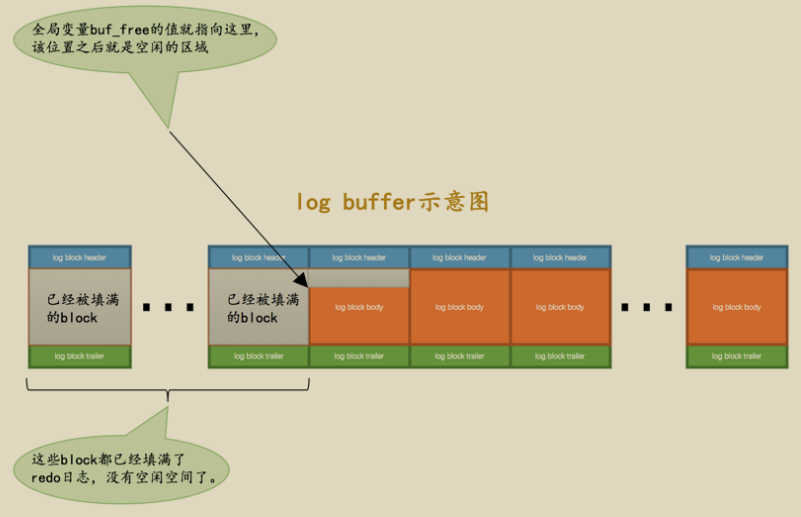 全局变量buf_free的值就指向这里，
该位置之后就是空闲的区域
log buffer示意图
log block header
log block header
log block header
log block header
log block header
log block header
已经被填满
的block
已经被填满
的block
log block body
log block body
log block body
log block body
log block trailer
log block trailer
log block trailer
log block trailer
log block trailer
log block trailer
这些block都已经填满了
redo日志，没有空闲空间了。